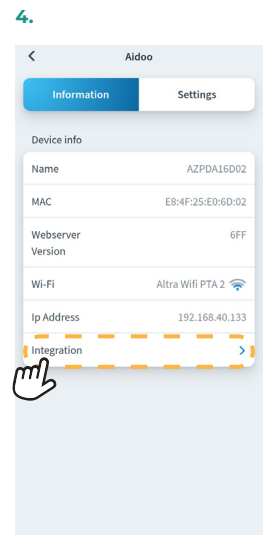 4.
Aidoo
Information Settings
Device info
Name AZPDA16D02
MAC E8:4F:25:E0:6D:02
Webserver 6FF
Version
Wi-Fi Altra Wifi PTA 2
Ip Address 192.168.40.133
Integration